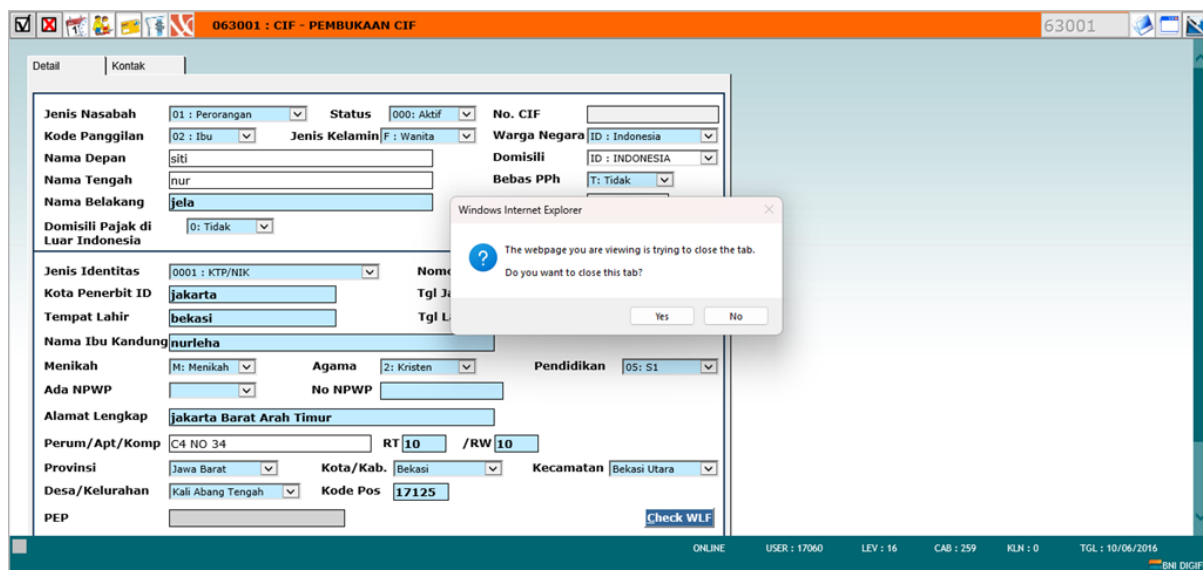 063001 : CIF - PEMBUKAAN CIF 63001
Detail Kontak
Jenis Nasabah 01 : Perorangan Status 000: Aktif No. CIF
Kode Panggilan 02 : Ibu Jenis Kelamin F : Wanita Warga Negara ID : Indonesia
Nama Depan siti Domisili ID : INDONESIA
Nama Tengah nur Bebas PPh T: Tidak
Nama Belakang jela
Domisili Pajak di Luar Indonesia 0: Tidak
Windows Internet Explorer
The webpage you are viewing is trying to close the tab.
Do you want to close this tab?
Yes No
Jenis Identitas 0001 : KTP/NIK
Kota Penerbit ID jakarta Tgl
Tempat Lahir bekasi Tgl
Nama Ibu Kandung nurleha
Menikah M: Menikah Agama 2: Kristen Pendidikan 05: S1
Ada NPWP No NPWP
Alamat Lengkap jakarta Barat Arah Timur
Perum/Apt/Komp C4 NO 34 RT 10 /RW 10
Provinsi Jawa Barat Kota/Kab. Bekasi Kecamatan Bekasi Utara
Desa/Kelurahan Kali Abang Tengah Kode Pos 17125
PEP Check WLF
ONLINE USER : 17060 LEV : 16 CAB : 259 KLN : 0 TGL : 10/06/2016
BNI